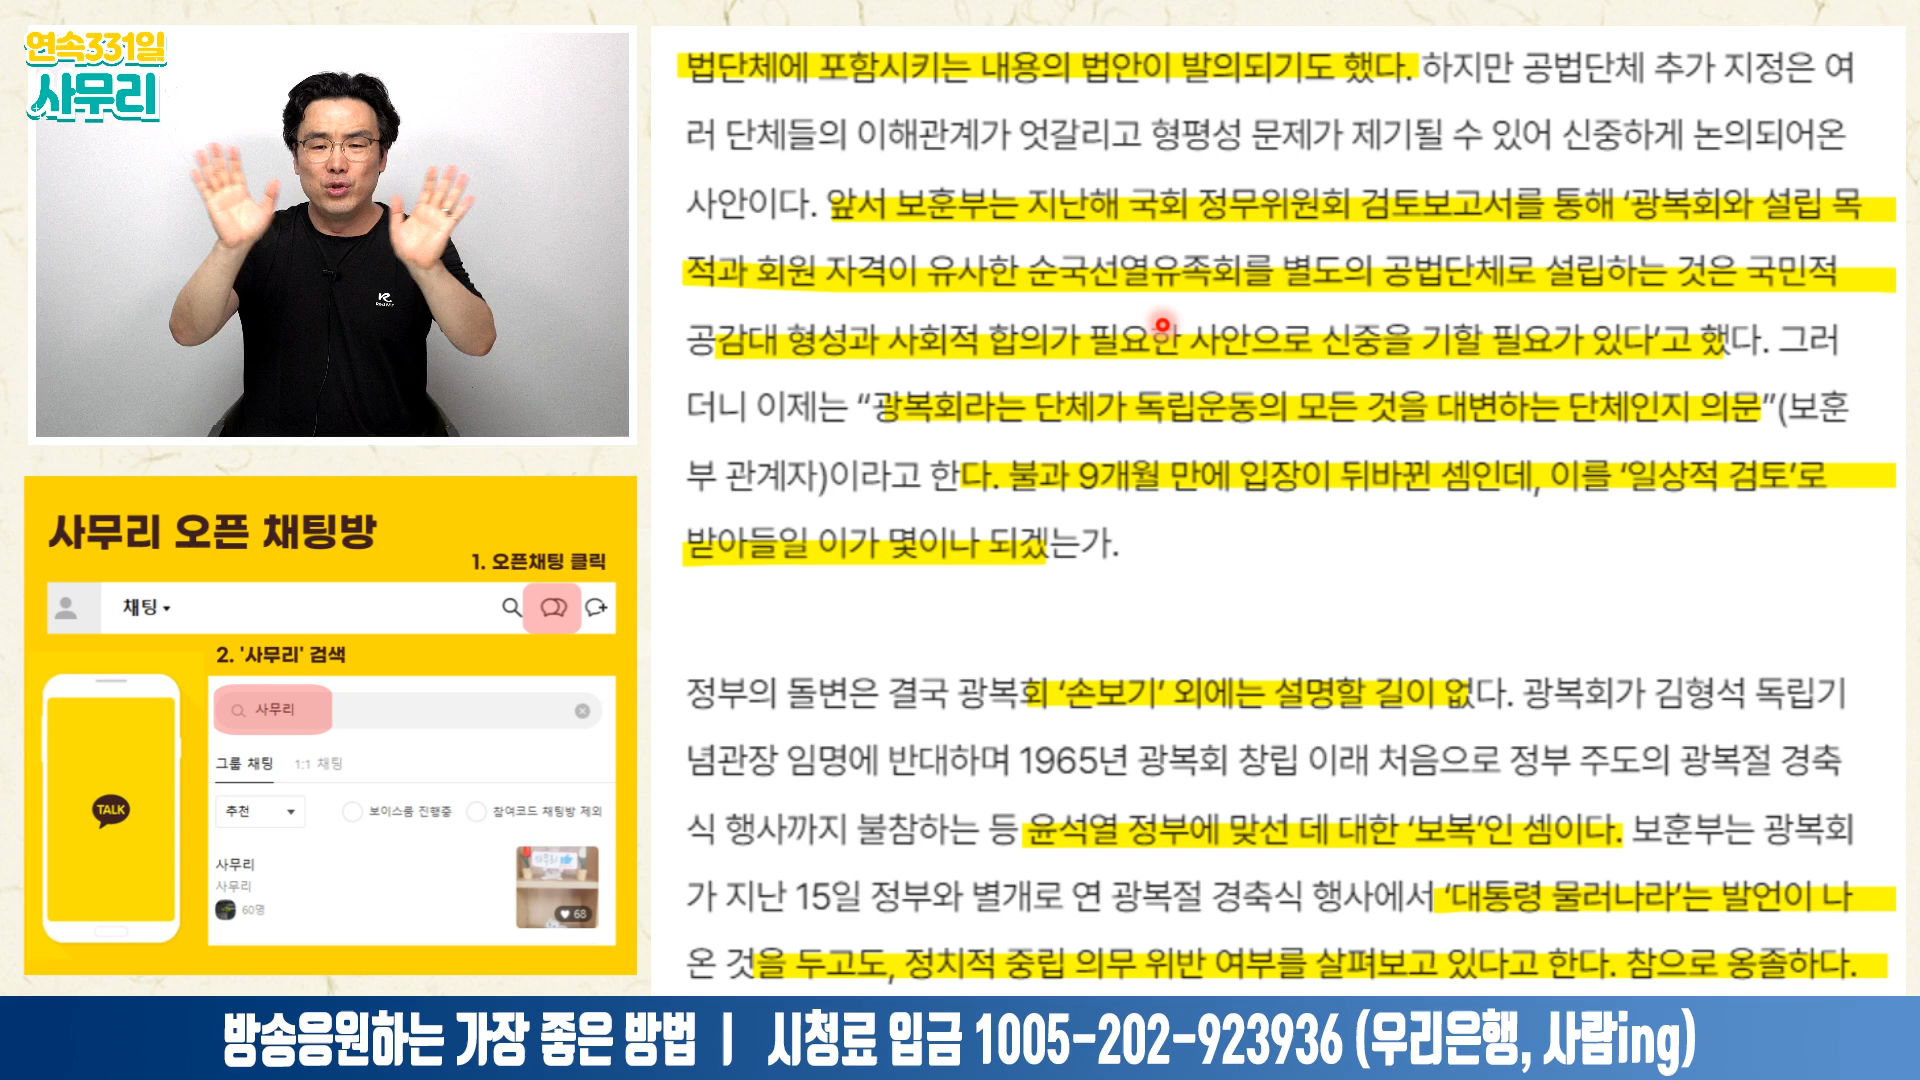 연속331일
사무리
법단체에 포함시키는 내용의 법안이 발의되기도 했다. 하지만 공법단체 추가 지정은 여
러 단체들의 이해관계가 엇갈리고 형평성 문제가 제기될 수 있어 신중하게 논의되어온
사안이다. 앞서 보훈부는 지난해 국회 정무위원회 검토보고서를 통해 ‘광복회와 설립 목
적과 회원 자격이 유사한 순국선열유족회를 별도의 공법단체로 설립하는 것은 국민적
공감대 형성과 사회적 합의가 필요한 사안으로 신중을 기할 필요가 있다’고 했다. 그러
더니 이제는 “광복회라는 단체가 독립운동의 모든 것을 대변하는 단체인지 의문”(보훈
부 관계자)이라고 한다. 불과 9개월 만에 입장이 뒤바뀐 셈인데, 이를 ‘일상적 검토’로
받아들일 이가 몇이나 되겠는가.
정부의 돌변은 결국 광복회 ‘손보기’ 외에는 설명할 길이 없다. 광복회가 김형석 독립기
념관장 임명에 반대하며 1965년 광복회 창립 이래 처음으로 정부 주도의 광복절 경축
식 행사까지 불참하는 등 윤석열 정부에 맞선 데 대한 ‘보복’인 셈이다. 보훈부는 광복회
가 지난 15일 정부와 별개로 연 광복절 경축식 행사에서 ‘대통령 물러나라’는 발언이 나
온 것을 두고도, 정치적 중립 의무 위반 여부를 살펴보고 있다고 한다. 참으로 옹졸하다.
사무리 오픈 채팅방
1. 오픈채팅 클릭
채팅
2. '사무리' 검색
사무리
그룹 채팅 1:1 채팅
추천 보이스룸 진행중 참여코드 채팅방 제외
사무리
사무리
60명
68
TALK
방송응원하는 가장 좋은 방법 | 시청료 입금 1005-202-923936 (우리은행, 사람ing)